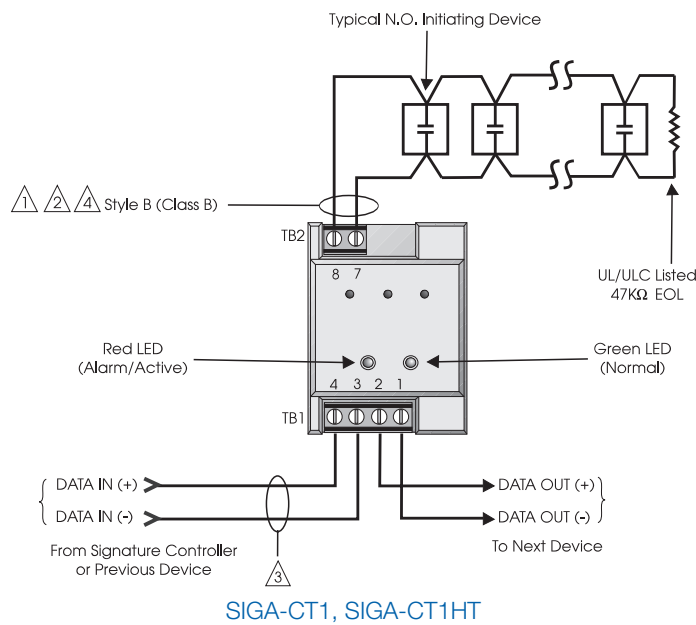 Typical N.O. Initiating Device
1 2 4 Style B (Class B)
TB2
8 7
UL/ULC Listed
47KΩ EOL
Red LED
(Alarm/Active)
Green LED
(Normal)
4 3 2 1
TB1
DATA IN (+)
DATA OUT (+)
DATA IN (-)
DATA OUT (-)
From Signature Controller
or Previous Device
To Next Device
3
SIGA-CT1, SIGA-CT1HT